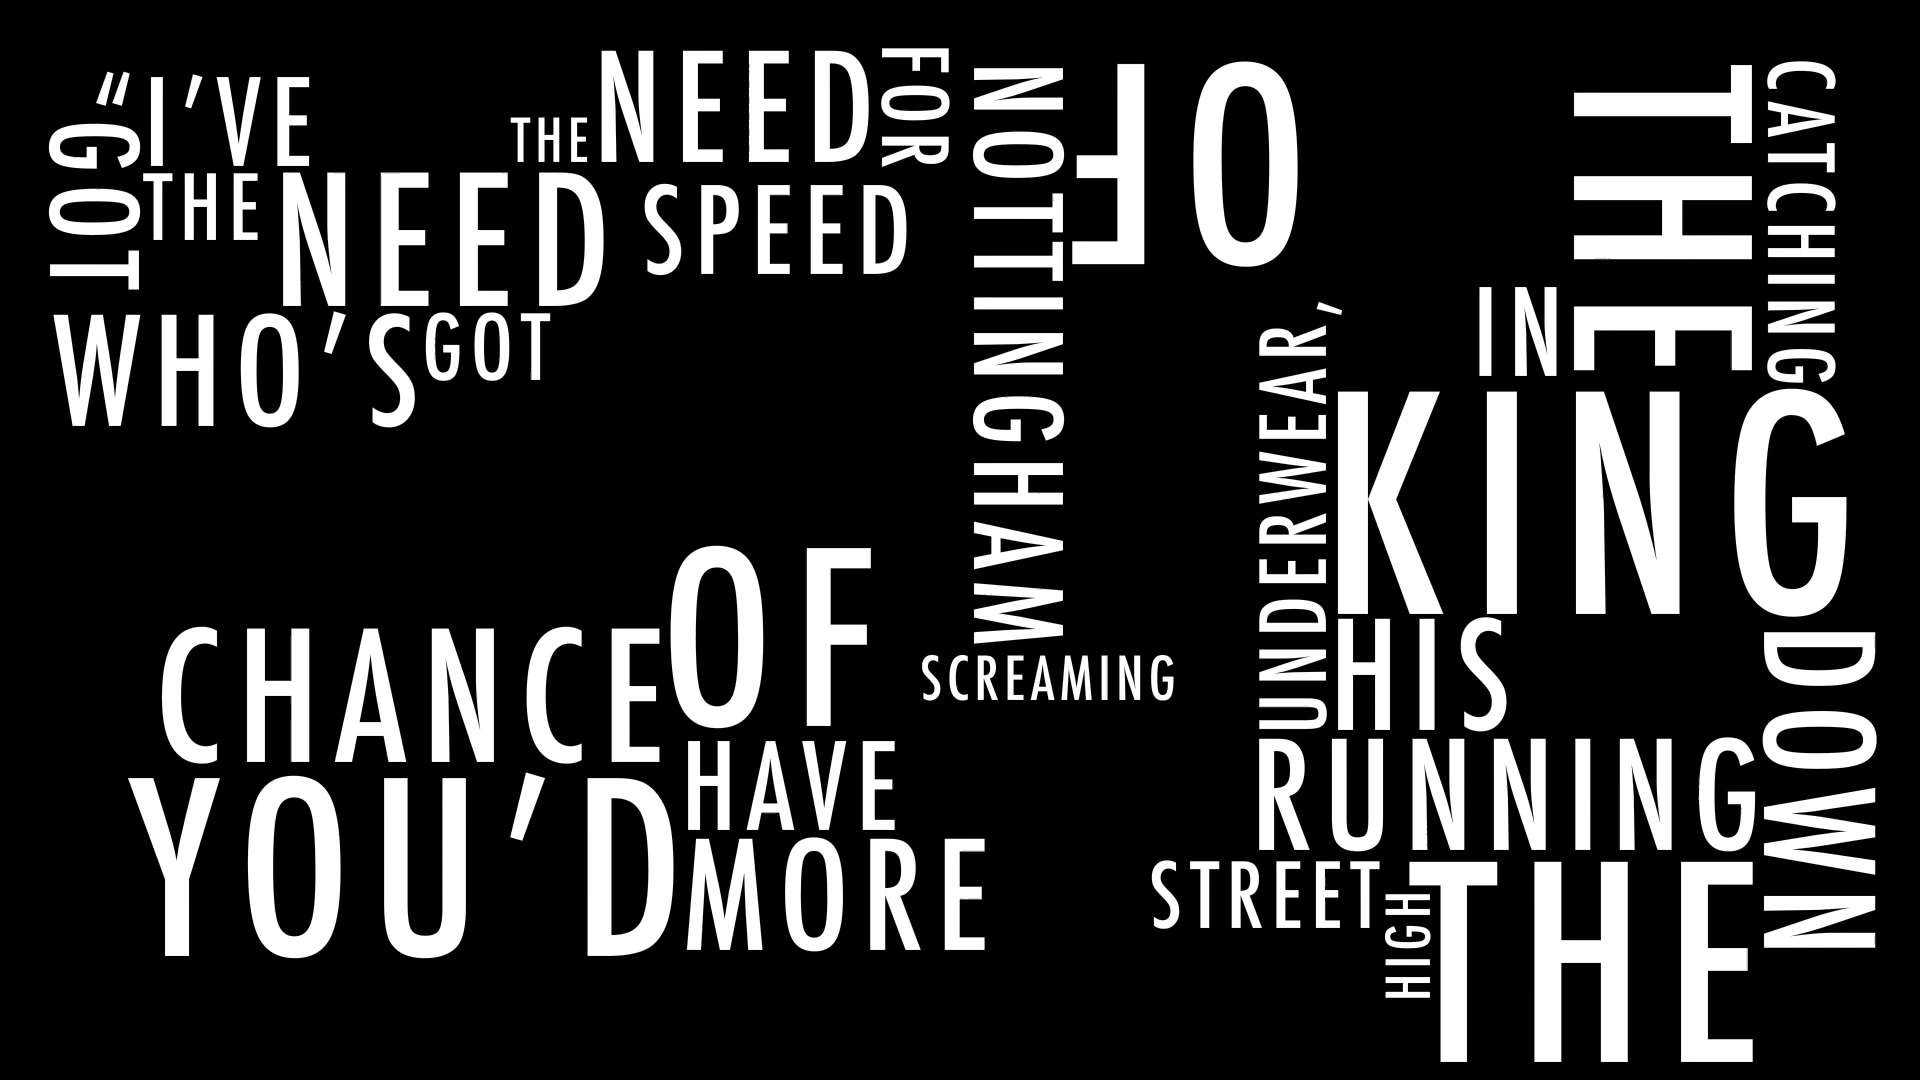 “I’VE
GOT
THE NEED
WHO’S GOT
THE NEED
FOR
SPEED
YOU’D
HAVE
MORE
CHANCE
OF
CATCHING
THE
KING
OF
NOTTINGHAM
SCREAMING
DOWN
THE
HIGH
STREET
RUNNING
IN
HIS
UNDERWEAR,